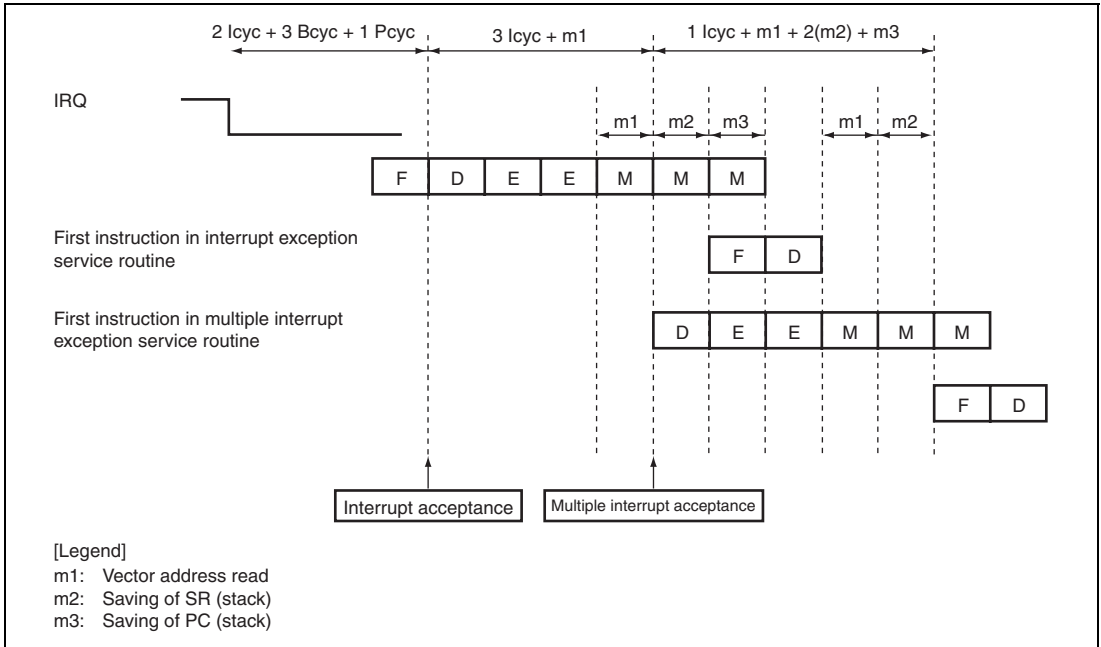 2 Icyc + 3 Bcyc + 1 Pcyc
3 Icyc + m1
1 Icyc + m1 + 2(m2) + m3
IRQ
m1 m2 m3 m1 m2
F D E E M M M
First instruction in interrupt exception
service routine
F D
First instruction in multiple interrupt
exception service routine
D E E M M M
F D
Interrupt acceptance
Multiple interrupt acceptance
[Legend]
m1: Vector address read
m2: Saving of SR (stack)
m3: Saving of PC (stack)